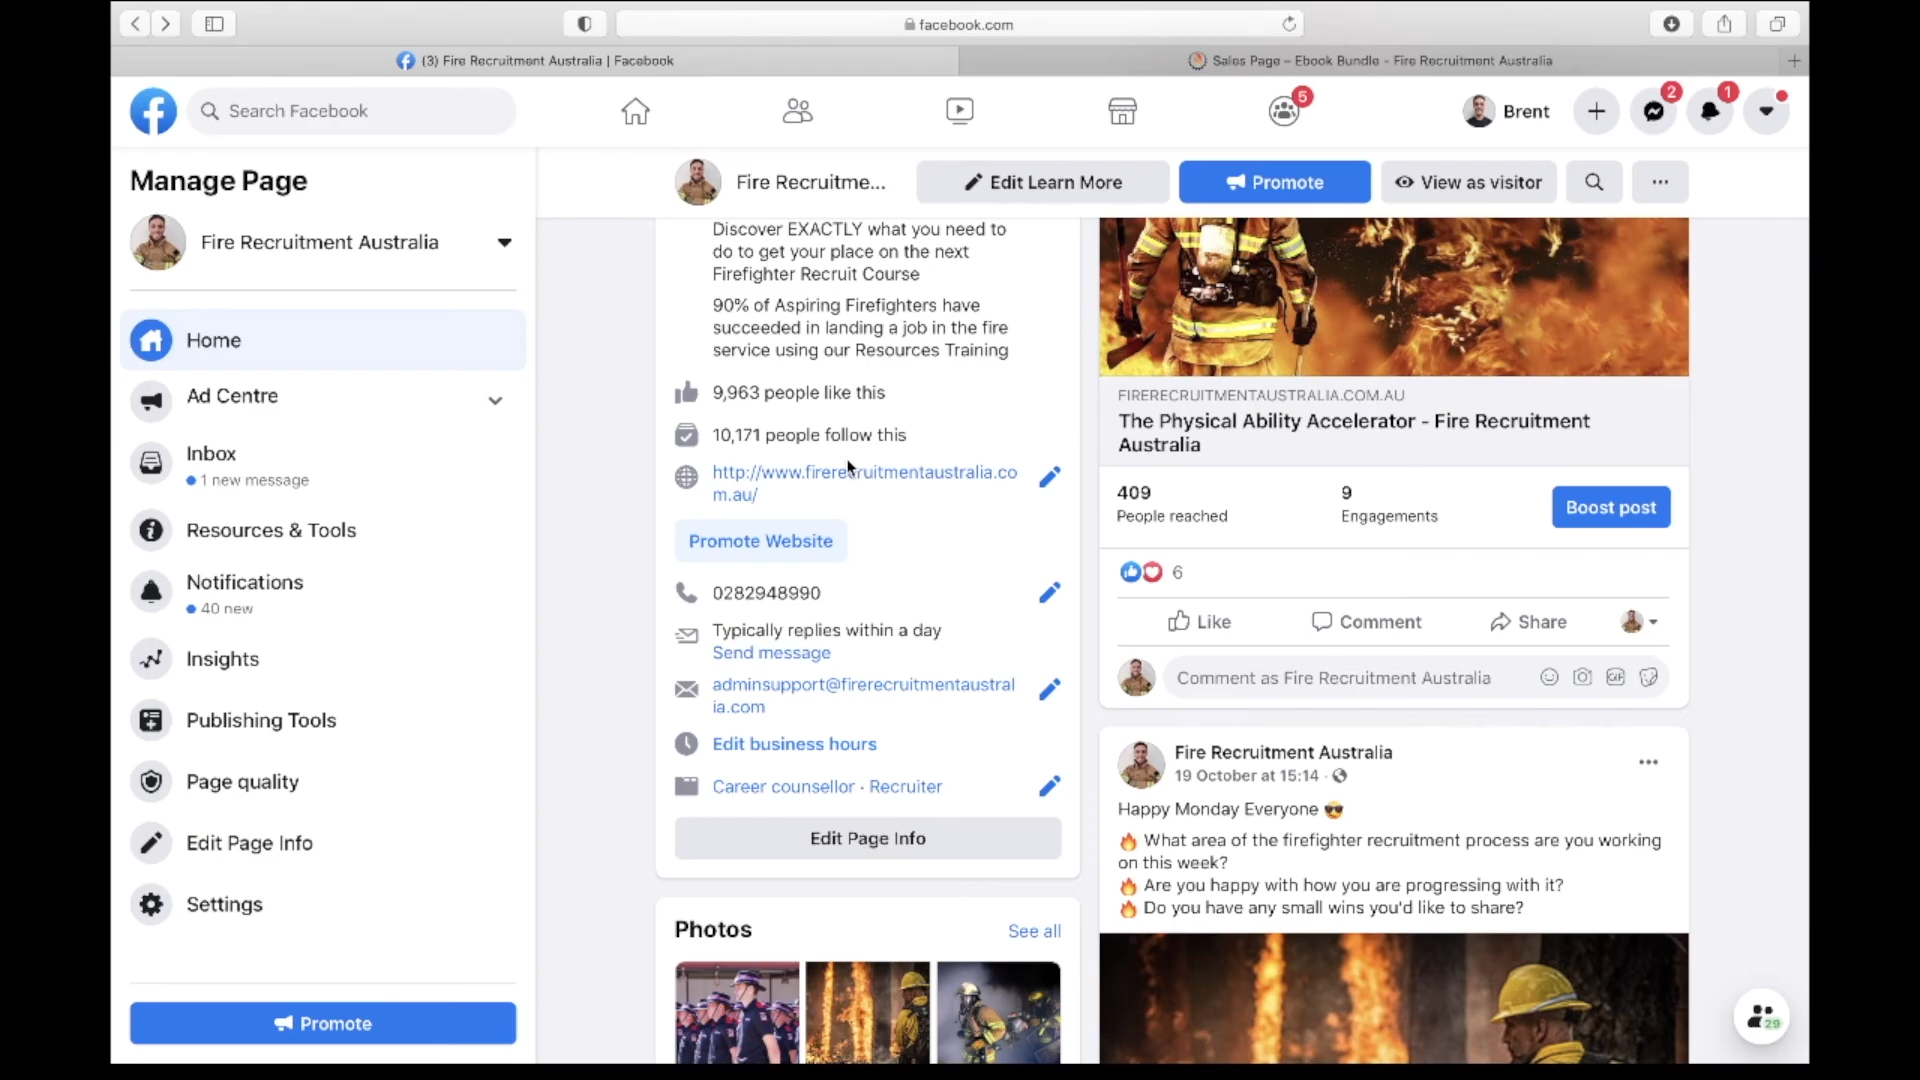 facebook.com
(3) Fire Recruitment Australia | Facebook
Sales Page – Ebook Bundle - Fire Recruitment Australia
Search Facebook
5
Brent
2
1
Manage Page
Fire Recruitment Australia
Home
Ad Centre
Inbox
1 new message
Resources & Tools
Notifications
40 new
Insights
Publishing Tools
Page quality
Edit Page Info
Settings
Promote
Fire Recruitme...
Edit Learn More
Promote
View as visitor
Discover EXACTLY what you need to
do to get your place on the next
Firefighter Recruit Course
90% of Aspiring Firefighters have
succeeded in landing a job in the fire
service using our Resources Training
9,963 people like this
10,171 people follow this
http://www.firerecruitmentaustralia.co
m.au/
Promote Website
0282948990
Typically replies within a day
Send message
adminsupport@firerecruitmentaustral
ia.com
Edit business hours
Career counsellor · Recruiter
Edit Page Info
Photos
See all
FIRERECRUITMENTAUSTRALIA.COM.AU
The Physical Ability Accelerator - Fire Recruitment
Australia
409
People reached
9
Engagements
Boost post
6
Like
Comment
Share
Comment as Fire Recruitment Australia
GIF
Fire Recruitment Australia
19 October at 15:14 ·
Happy Monday Everyone 😎
🔥 What area of the firefighter recruitment process are you working
on this week?
🔥 Are you happy with how you are progressing with it?
🔥 Do you have any small wins you'd like to share?
29